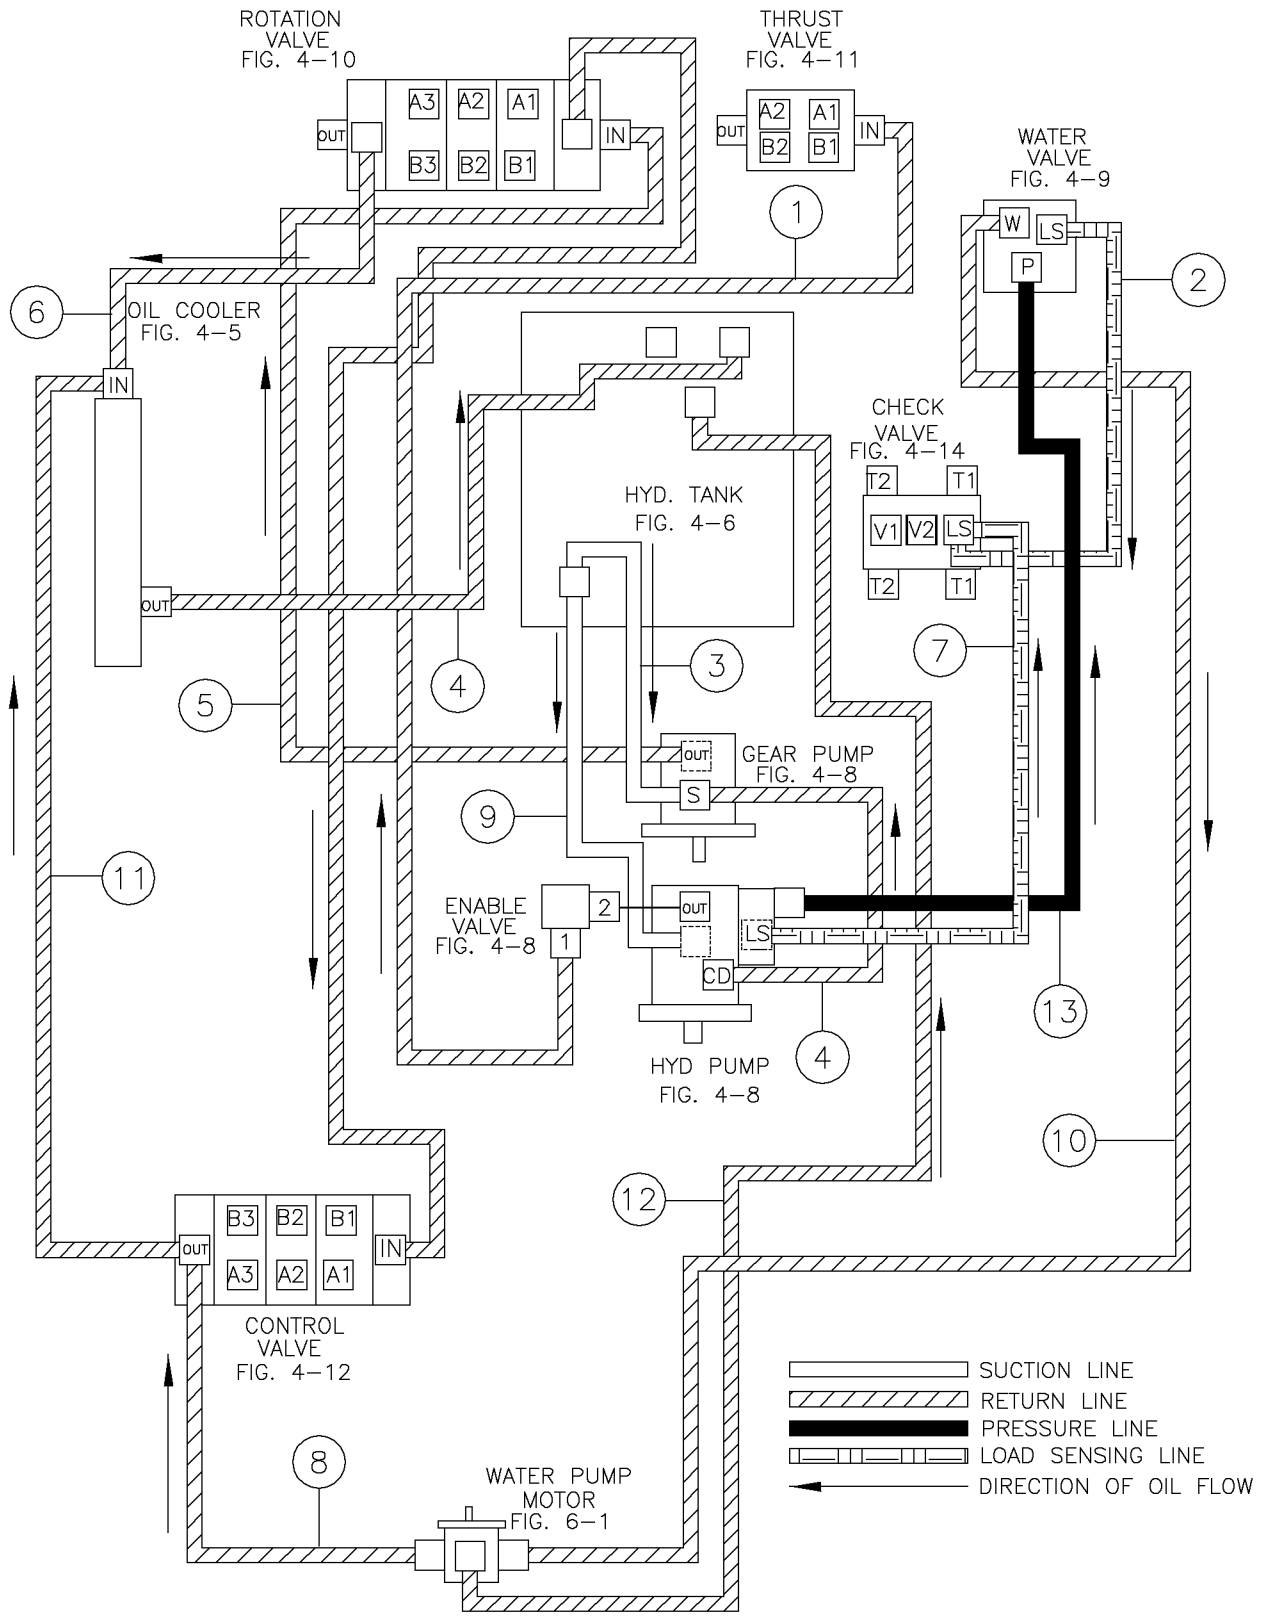 ROTATION
VALVE
FIG. 4-10
THRUST
VALVE
FIG. 4-11
A3
A2
A1
OUT
IN
B3
B2
B1
A2
A1
OUT
IN
B2
B1
WATER
VALVE
FIG. 4-9
1
W
LS
P
2
6
OIL COOLER
FIG. 4-5
IN
CHECK
VALVE
FIG. 4-14
T2
T1
V1
V2
LS
T2
T1
HYD. TANK
FIG. 4-6
OUT
7
3
4
5
OUT
GEAR PUMP
FIG. 4-8
S
9
11
ENABLE
VALVE
FIG. 4-8
2
1
OUT
LS
CD
13
4
HYD PUMP
FIG. 4-8
10
12
B3
B2
B1
OUT
IN
A3
A2
A1
CONTROL
VALVE
FIG. 4-12
8
WATER PUMP
MOTOR
FIG. 6-1
SUCTION LINE
RETURN LINE
PRESSURE LINE
LOAD SENSING LINE
DIRECTION OF OIL FLOW